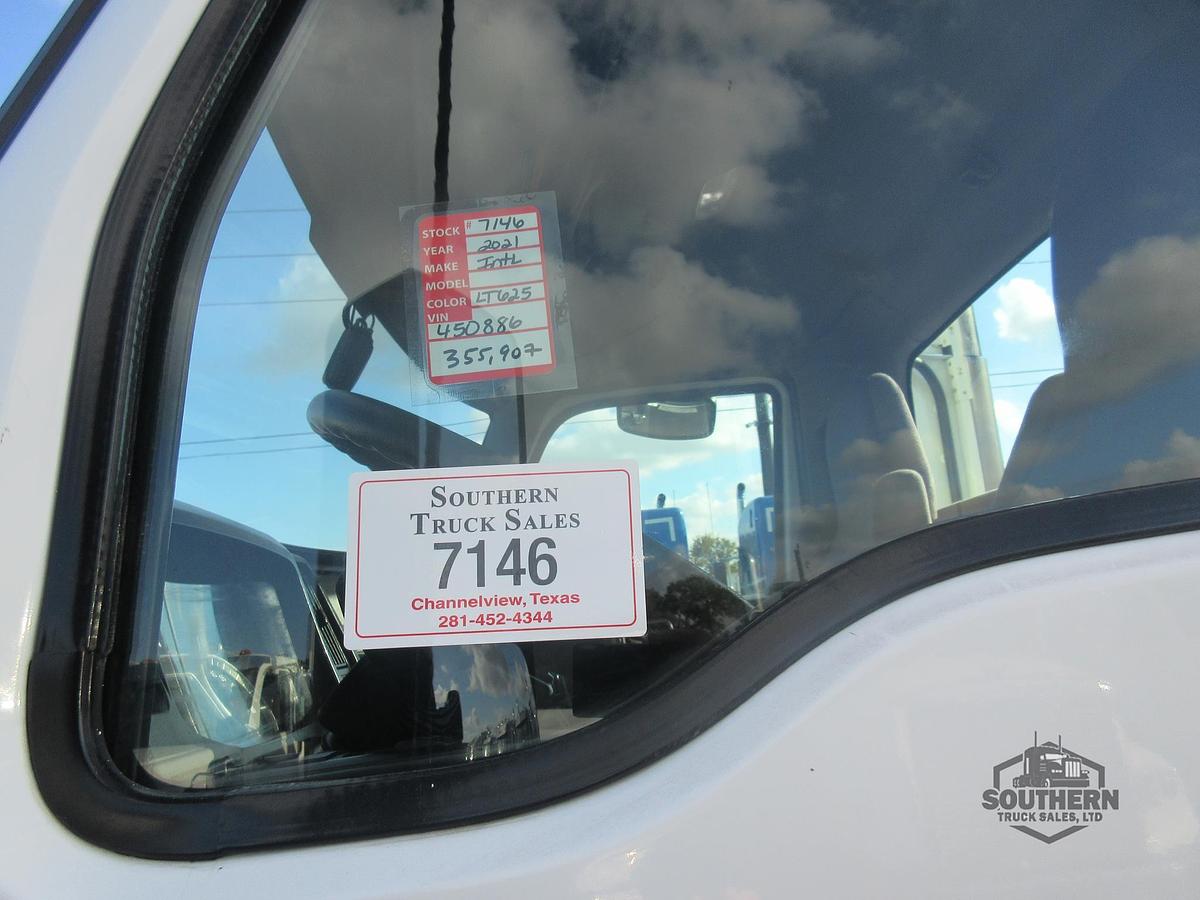 STOCK # 7146
YEAR 2021
MAKE Int'L
MODEL
COLOR LT625
VIN
450886
355,907
SOUTHERN
TRUCK SALES
7146
Channelview, Texas
281-452-4344
SOUTHERN
TRUCK SALES, LTD